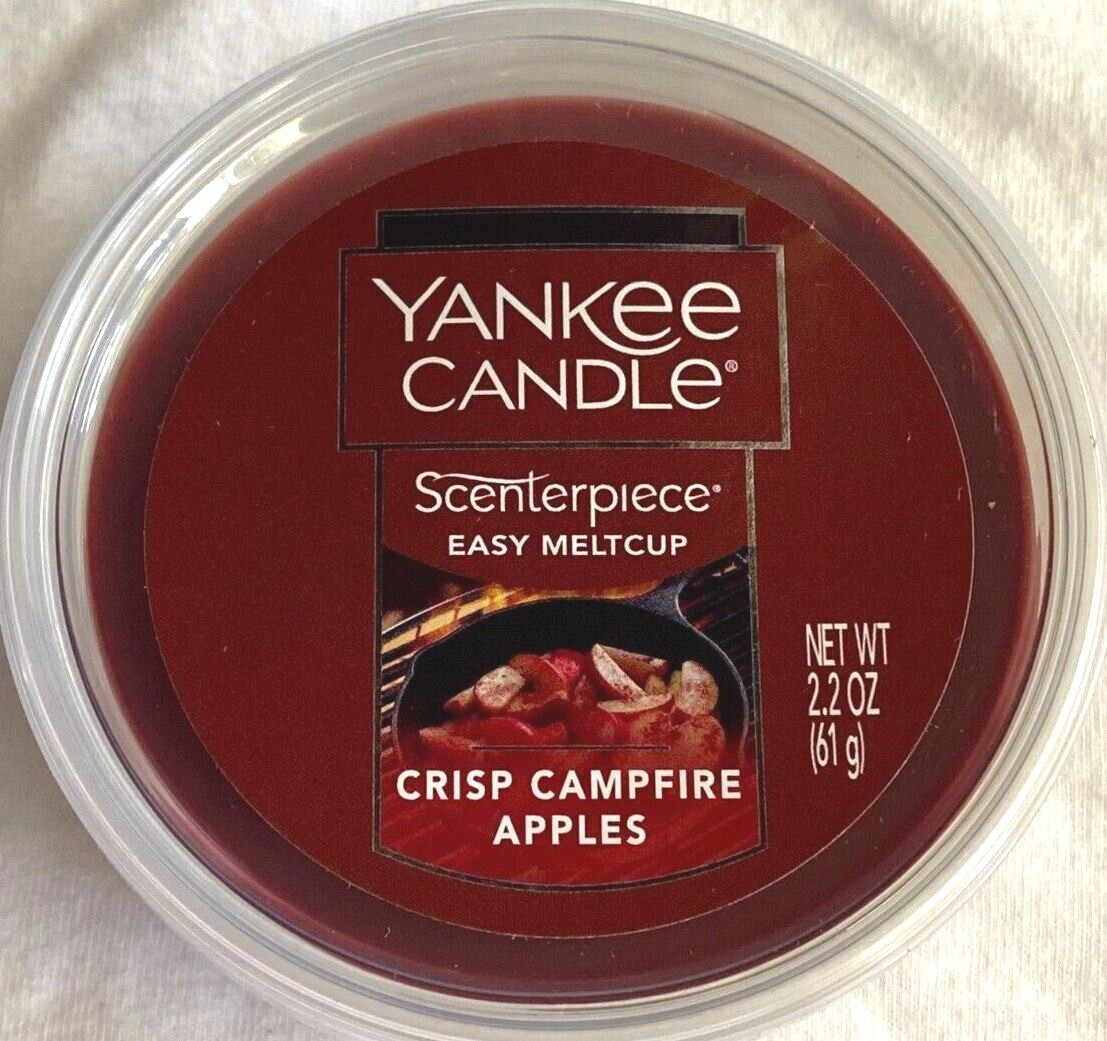 YANKEE
CANDLE®
Scenterpiece®
EASY MELTCUP
NET WT
2.2 OZ
(61 g)
CRISP CAMPFIRE
APPLES